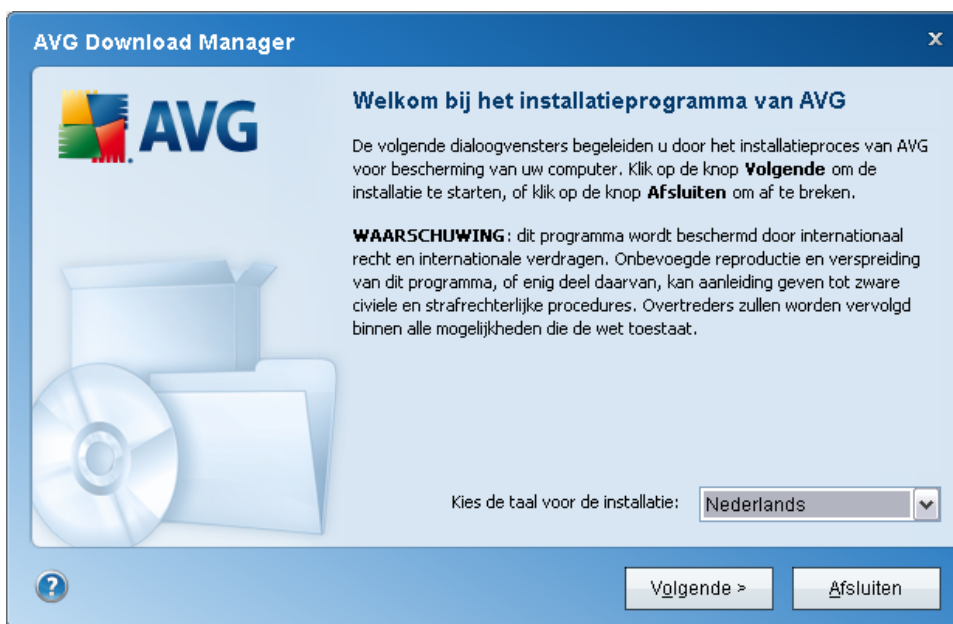 AVG Download Manager
x
AVG
Welkom bij het installatieprogramma van AVG
De volgende dialoogvensters begeleiden u door het installatieproces van AVG
voor bescherming van uw computer. Klik op de knop Volgende om de
installatie te starten, of klik op de knop Afsluiten om af te breken.
WAARSCHUWING: dit programma wordt beschermd door internationaal
recht en internationale verdragen. Onbevoegde reproductie en verspreiding
van dit programma, of enig deel daarvan, kan aanleiding geven tot zware
civiele en strafrechterlijke procedures. Overtreders zullen worden vervolgd
binnen alle mogelijkheden die de wet toestaat.
Kies de taal voor de installatie:
Nederlands
?
Volgende >
Afsluiten